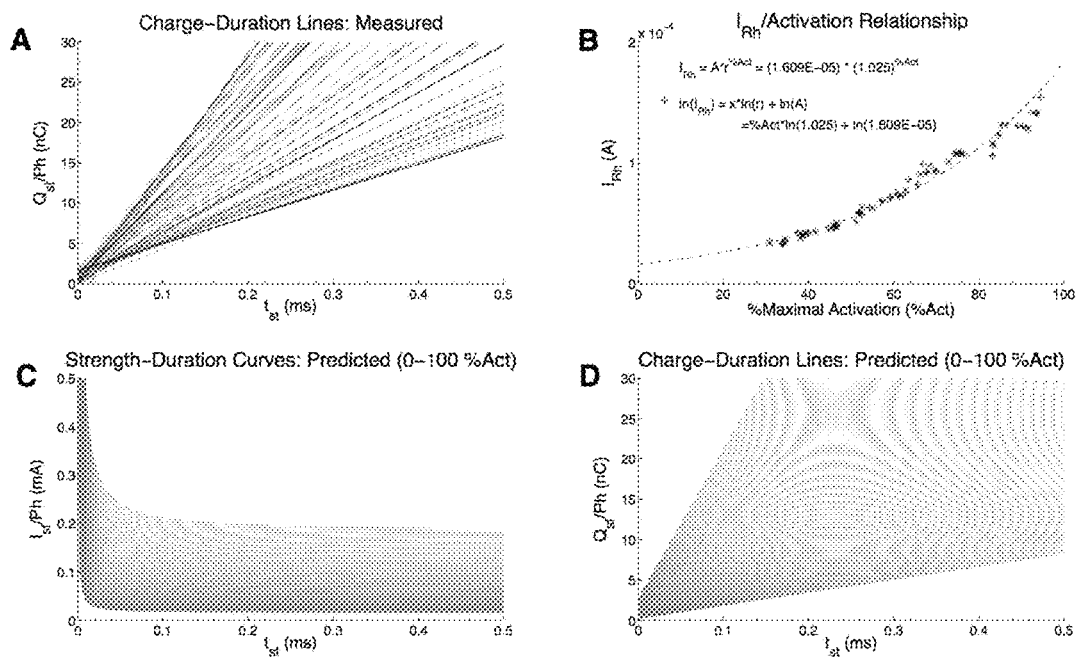 A
Charge-Duration Lines: Measured
30
25
20
15
10
5
0
Q_st/Ph (nC)
0 0.1 0.2 0.3 0.4 0.5
t_st (ms)
B
I_Rh/Activation Relationship
× 10^-4
2
1
0
I_Rh (A)
I_Rh = A*r^%Act = (1.609E-05) * (1.025)^%Act
+ ln(I_Rh) = x*ln(r) + ln(A)
=%Act*ln(1.025) + ln(1.609E-05)
0 20 40 60 80 100
%Maximal Activation (%Act)
C
Strength-Duration Curves: Predicted (0-100 %Act)
0.5
0.4
0.3
0.2
0.1
0
I_st/Ph (mA)
0 0.1 0.2 0.3 0.4 0.5
t_st (ms)
D
Charge-Duration Lines: Predicted (0-100 %Act)
30
25
20
15
10
5
0
Q_st/Ph (nC)
0 0.1 0.2 0.3 0.4 0.5
t_st (ms)